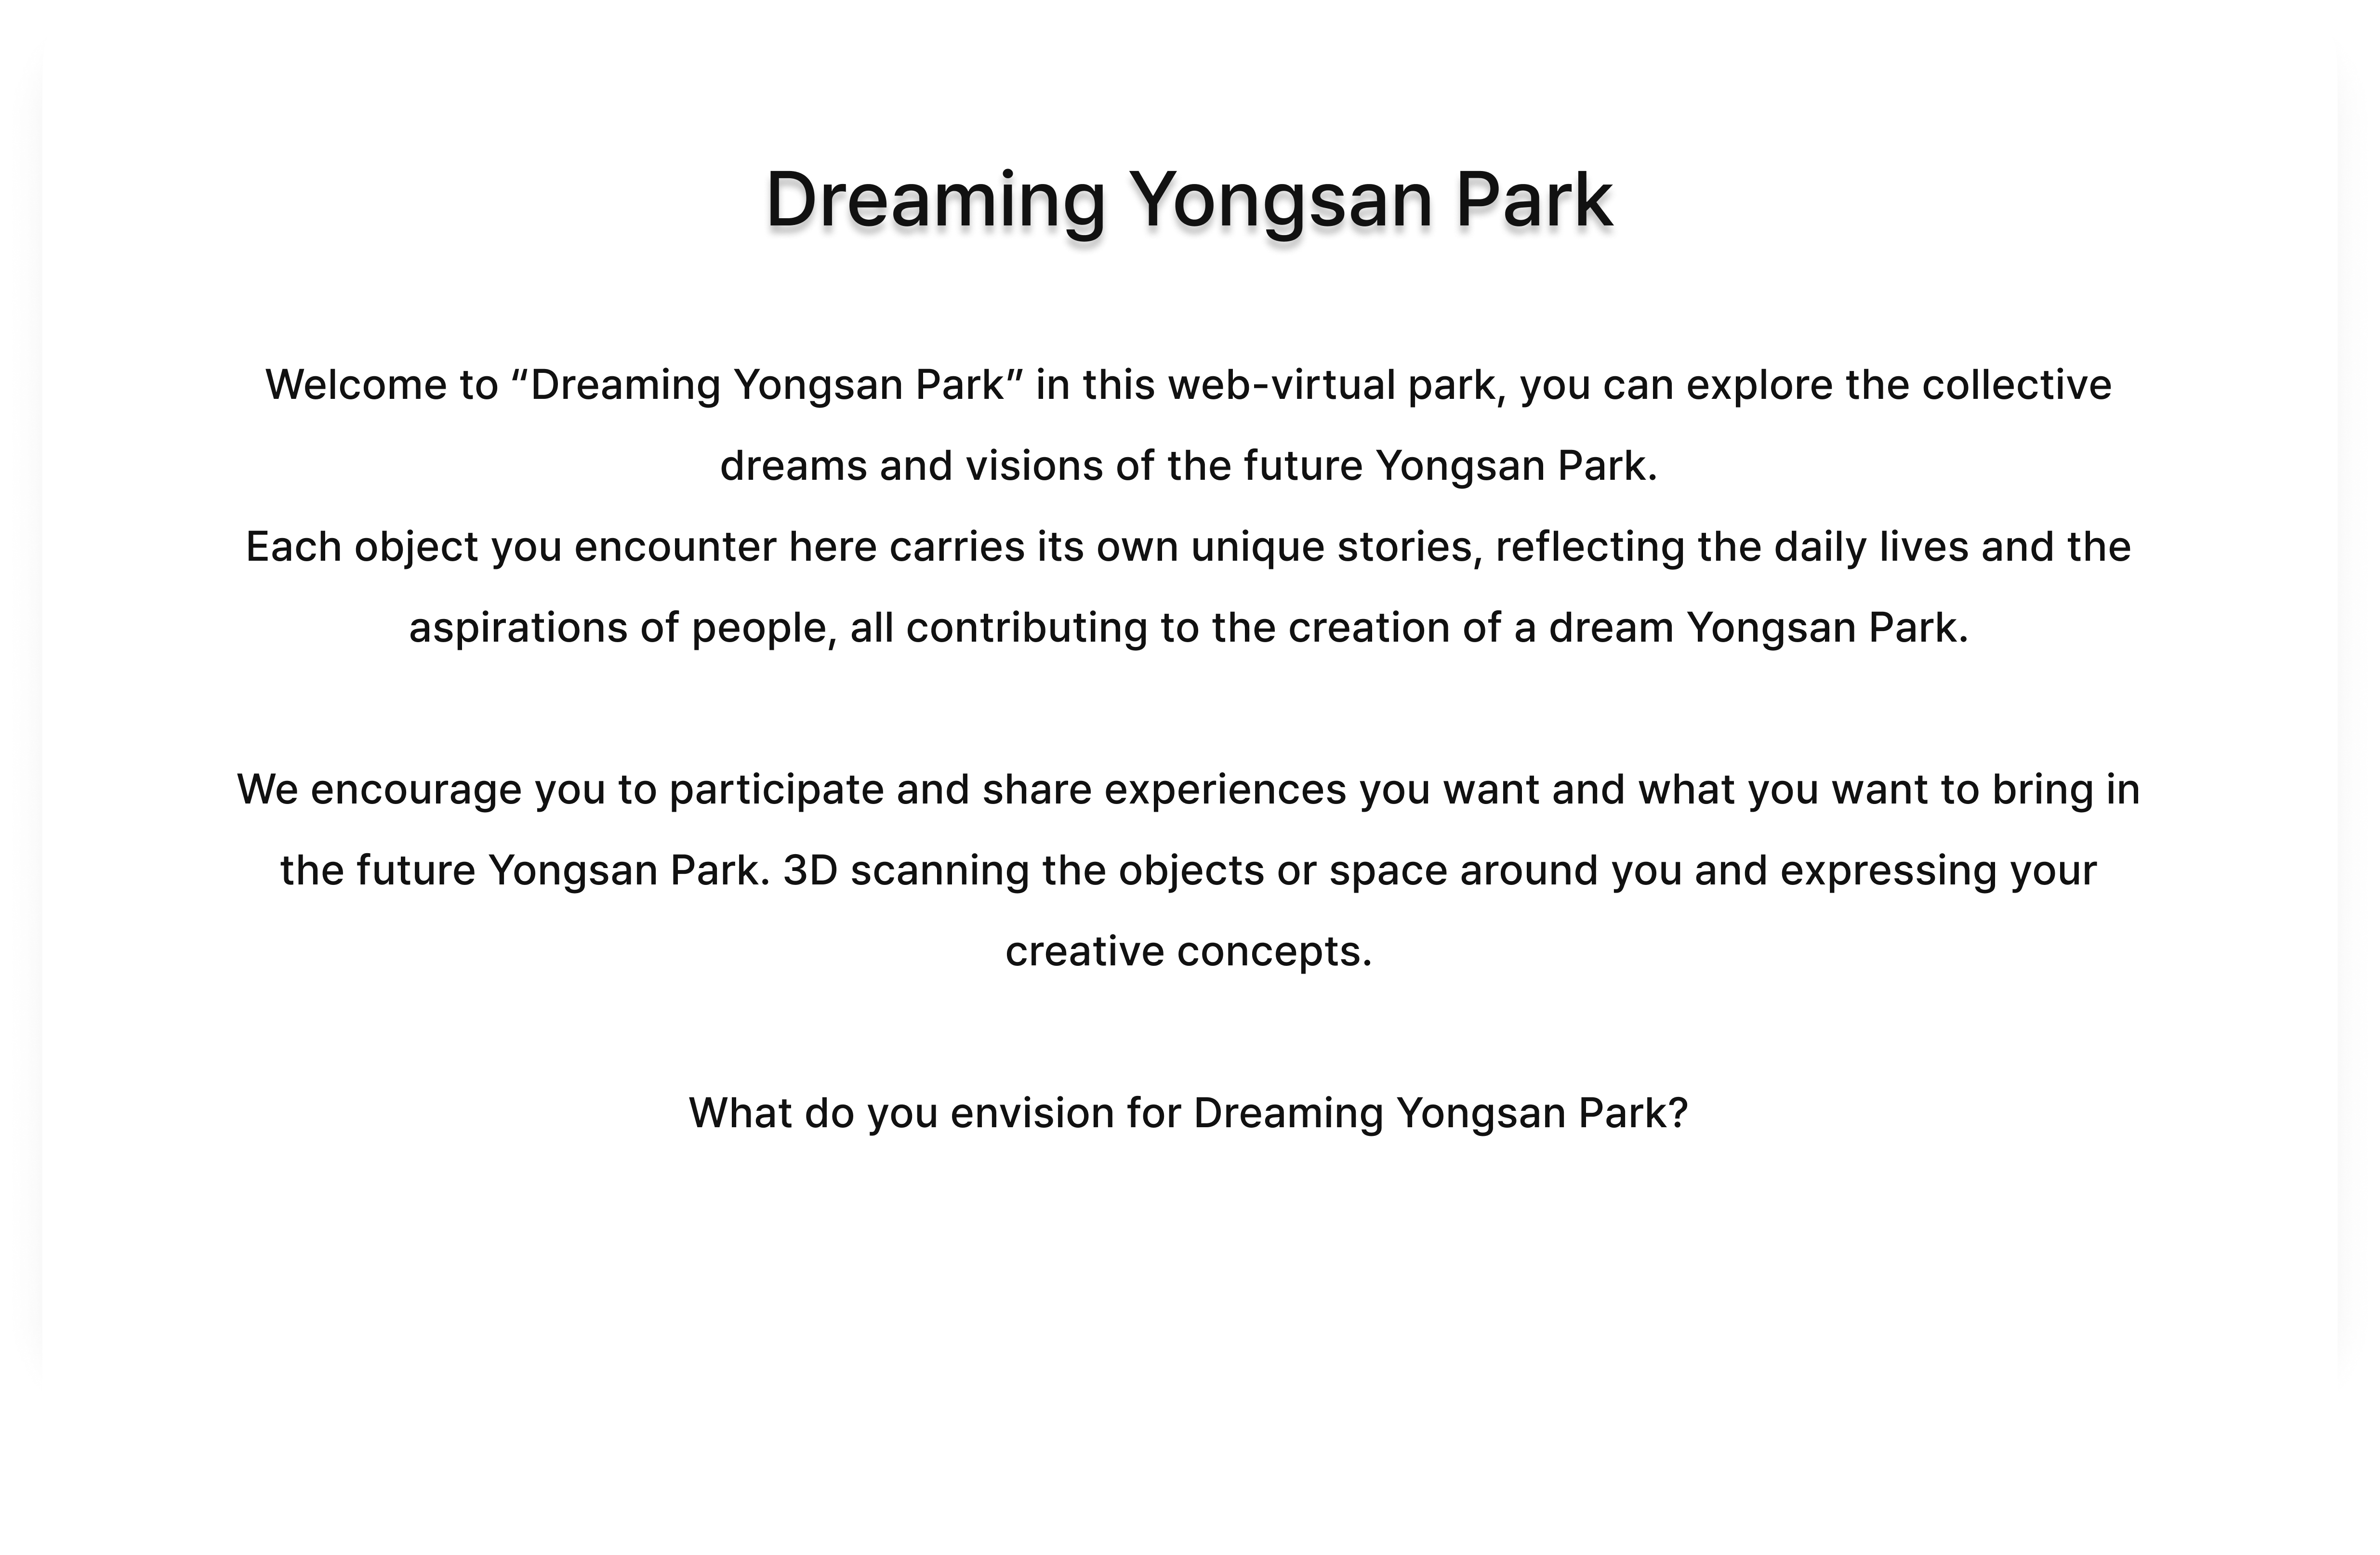 Dreaming Yongsan Park
Welcome to “Dreaming Yongsan Park” in this web-virtual park, you can explore the collective
dreams and visions of the future Yongsan Park.
Each object you encounter here carries its own unique stories, reflecting the daily lives and the
aspirations of people, all contributing to the creation of a dream Yongsan Park.
We encourage you to participate and share experiences you want and what you want to bring in
the future Yongsan Park. 3D scanning the objects or space around you and expressing your
creative concepts.
What do you envision for Dreaming Yongsan Park?